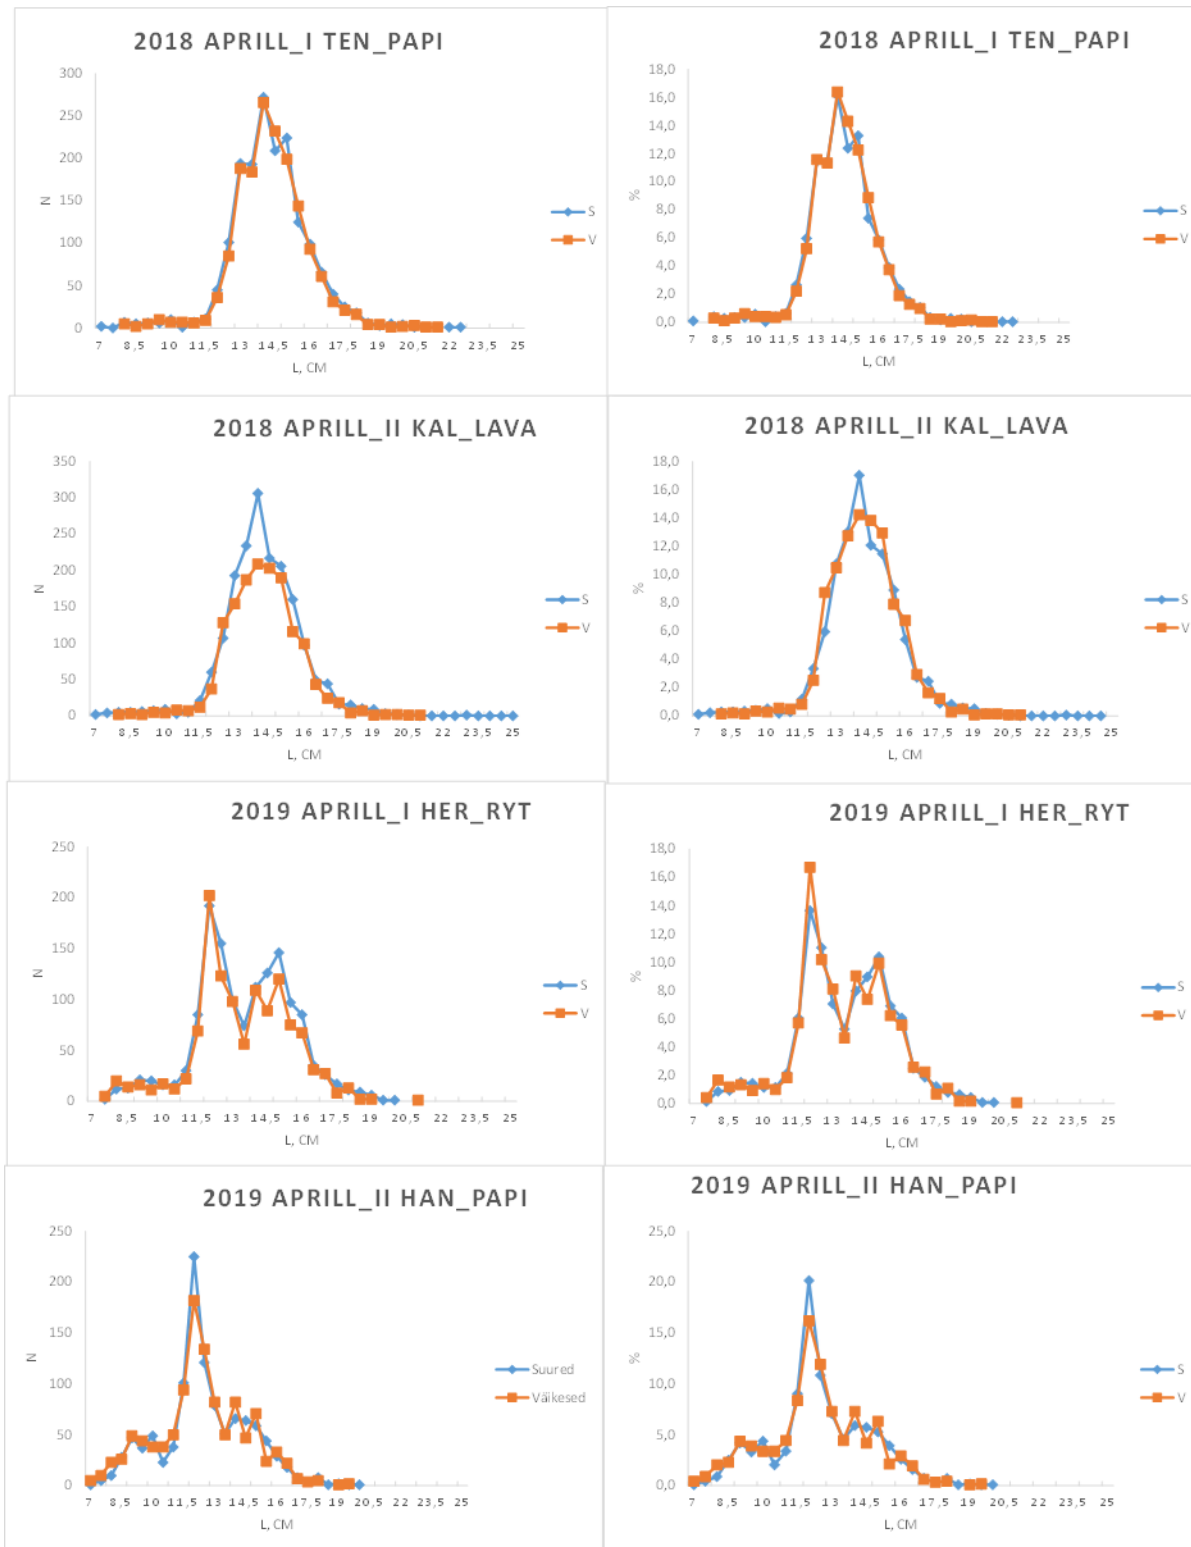 2018 APRILL_I TEN_PAPI
300
250
200
150
100
50
0
N
7 8,5 10 11,5 13 14,5 16 17,5 19 20,5 22 23,5 25
L, CM
S
V
2018 APRILL_I TEN_PAPI
18,0
16,0
14,0
12,0
10,0
8,0
6,0
4,0
2,0
0,0
%
7 8,5 10 11,5 13 14,5 16 17,5 19 20,5 22 23,5 25
L, CM
S
V
2018 APRILL_II KAL_LAVA
350
300
250
200
150
100
50
0
N
7 8,5 10 11,5 13 14,5 16 17,5 19 20,5 22 23,5 25
L, CM
S
V
2018 APRILL_II KAL_LAVA
18,0
16,0
14,0
12,0
10,0
8,0
6,0
4,0
2,0
0,0
%
7 8,5 10 11,5 13 14,5 16 17,5 19 20,5 22 23,5 25
L, CM
S
V
2019 APRILL_I HER_RYT
250
200
150
100
50
0
N
7 8,5 10 11,5 13 14,5 16 17,5 19 20,5 22 23,5 25
L, CM
S
V
2019 APRILL_I HER_RYT
18,0
16,0
14,0
12,0
10,0
8,0
6,0
4,0
2,0
0,0
%
7 8,5 10 11,5 13 14,5 16 17,5 19 20,5 22 23,5 25
L, CM
S
V
2019 APRILL_II HAN_PAPI
250
200
150
100
50
0
N
7 8,5 10 11,5 13 14,5 16 17,5 19 20,5 22 23,5 25
L, CM
Suured
Väikesed
2019 APRILL_II HAN_PAPI
25,0
20,0
15,0
10,0
5,0
0,0
%
7 8,5 10 11,5 13 14,5 16 17,5 19 20,5 22 23,5 25
L, CM
S
V